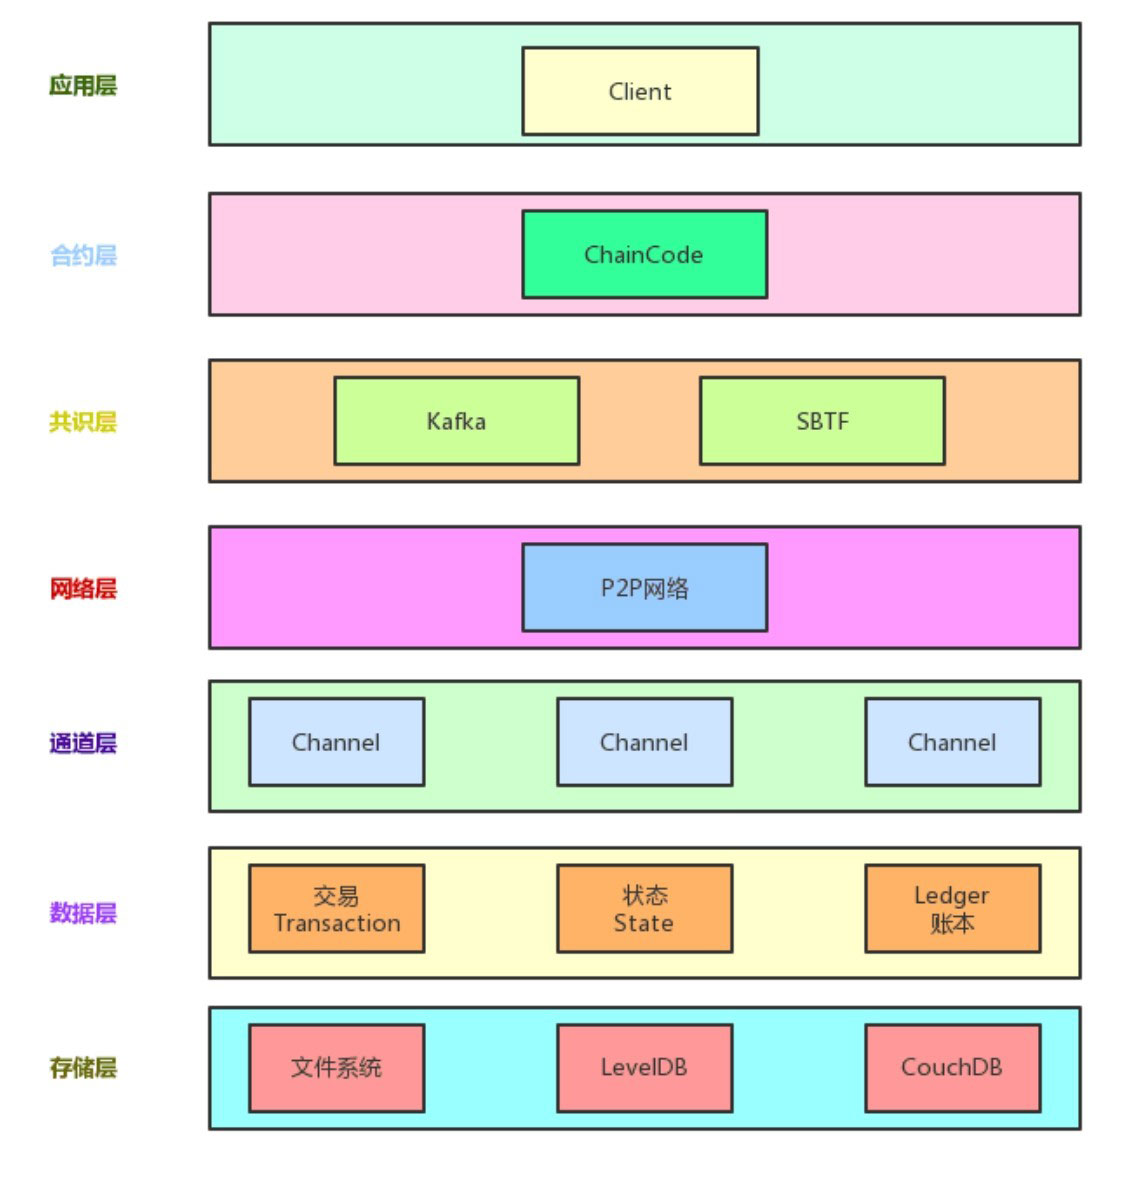 应用层
Client
合约层
ChainCode
共识层
Kafka
SBTF
网络层
P2P网络
通道层
Channel
Channel
Channel
数据层
交易
Transaction
状态
State
Ledger
账本
存储层
文件系统
LevelDB
CouchDB